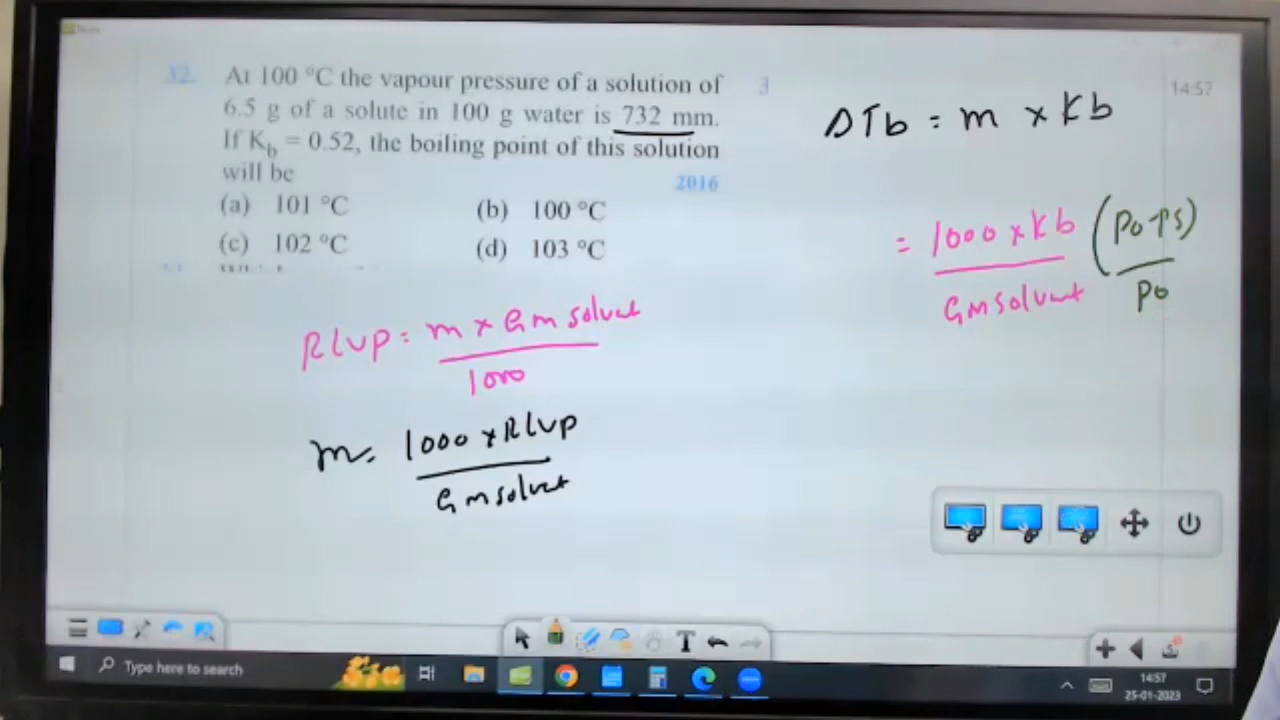 32. At 100 °C the vapour pressure of a solution of
6.5 g of a solute in 100 g water is 732 mm.
If Kb = 0.52, the boiling point of this solution
will be
2016
(a) 101 °C (b) 100 °C
(c) 102 °C (d) 103 °C
3
14:57
ΔTb = m × Kb
= 1000 × Kb (Po-Ps)
Gm solvent Po
RLVP = m × Gm solvent
1000
m = 1000 × RLVP
Gm solvent
T
Type here to search
14:57
25-01-2023